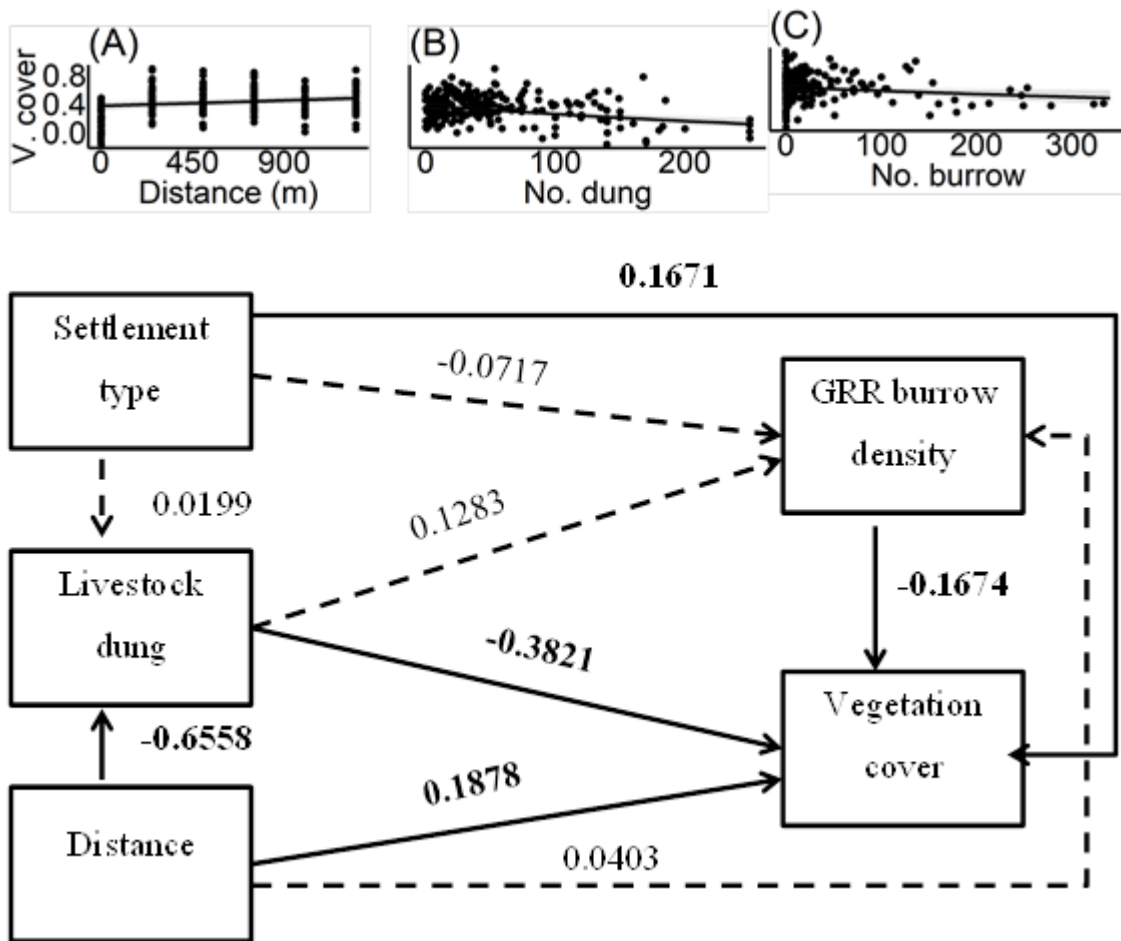 (A)
V. cover
0.8
0.4
0.0
0 450 900
Distance (m)
(B)
0 100 200
No. dung
(C)
0 100 200 300
No. burrow
0.1671
Settlement
type
-0.0717
GRR burrow
density
0.0199
0.1283
Livestock
dung
-0.1674
-0.3821
Vegetation
cover
-0.6558
0.1878
Distance
0.0403